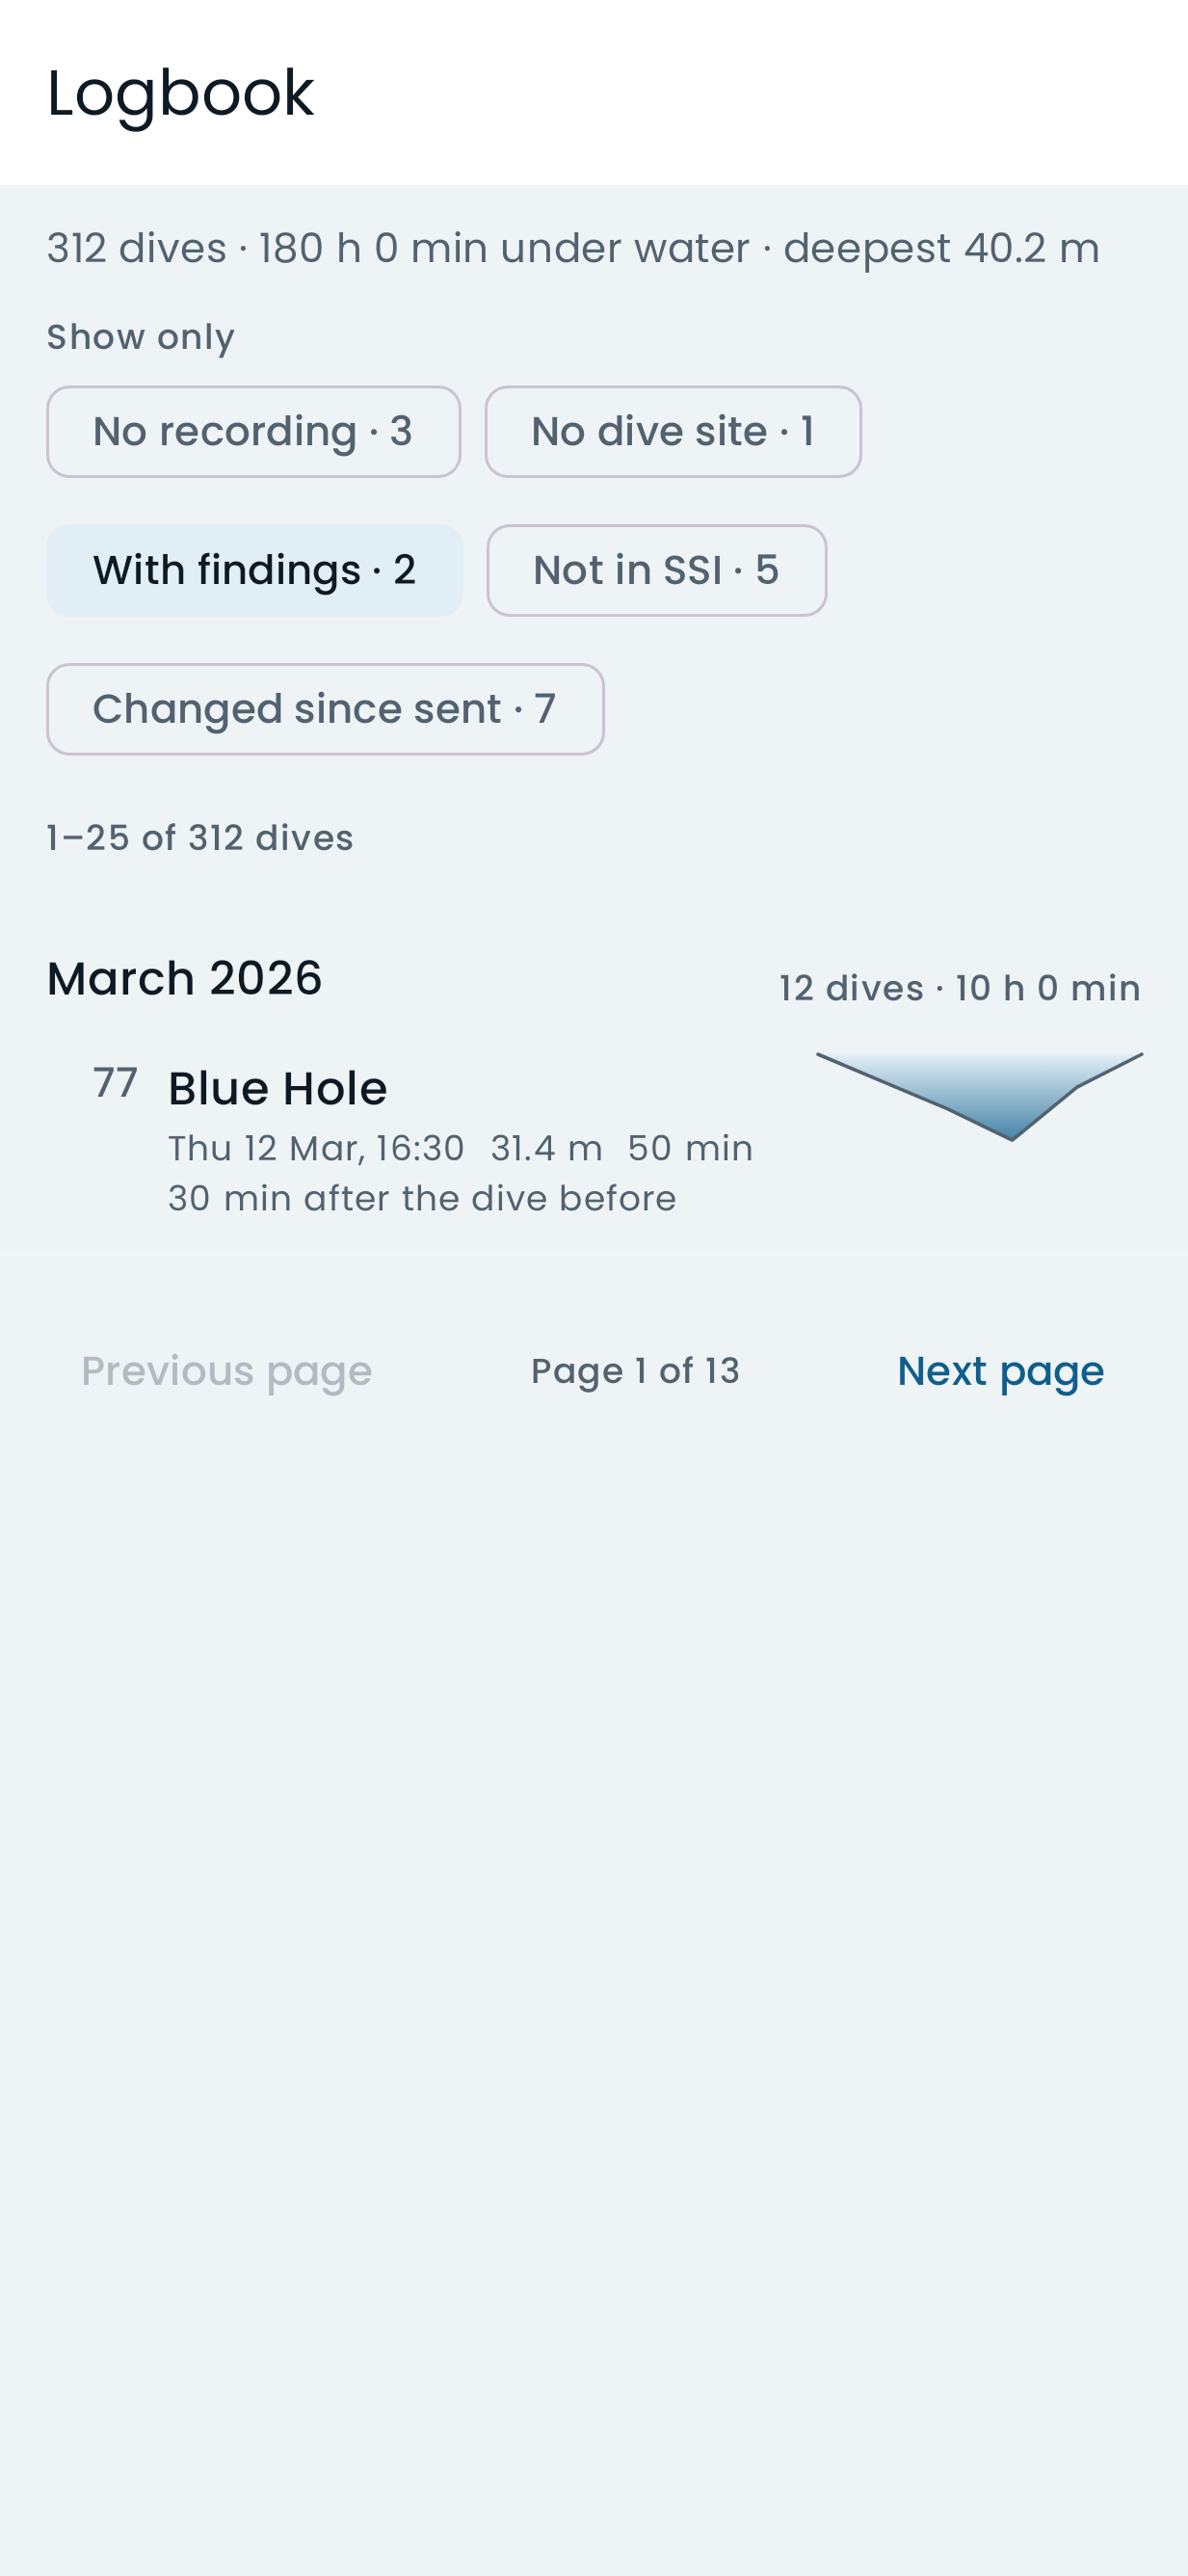 Logbook
312 dives · 180 h 0 min under water · deepest 40.2 m
Show only
No recording · 3
No dive site · 1
With findings · 2
Not in SSI · 5
Changed since sent · 7
1–25 of 312 dives
March 2026
12 dives · 10 h 0 min
77 Blue Hole
Thu 12 Mar, 16:30 31.4 m 50 min
30 min after the dive before
Previous page
Page 1 of 13
Next page